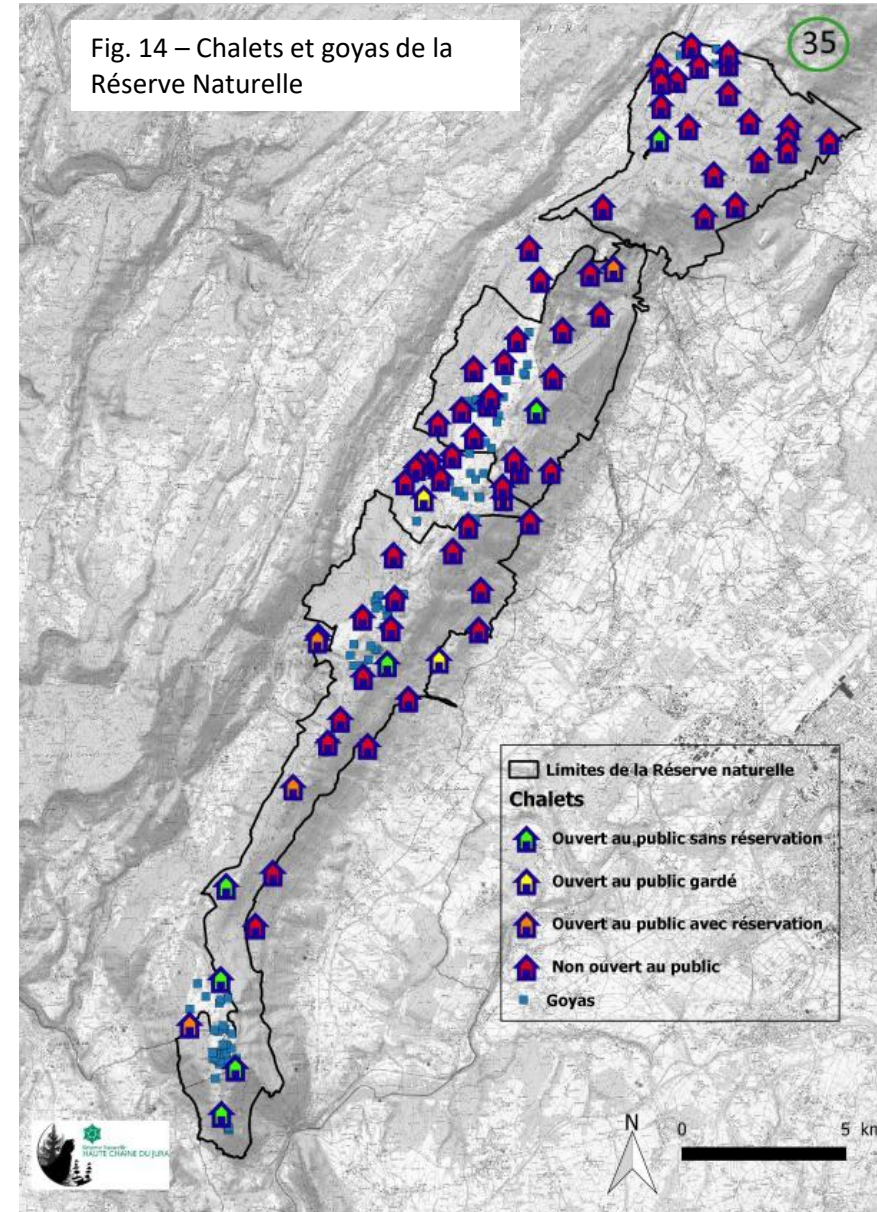 Fig. 14 – Chalets et goyas de la
Réserve Naturelle
35
Limites de la Réserve naturelle
Chalets
Ouvert au public sans réservation
Ouvert au public gardé
Ouvert au public avec réservation
Non ouvert au public
Goyas
N
0 5 km
Réserve Naturelle
HAUTE CHAINE DU JURA